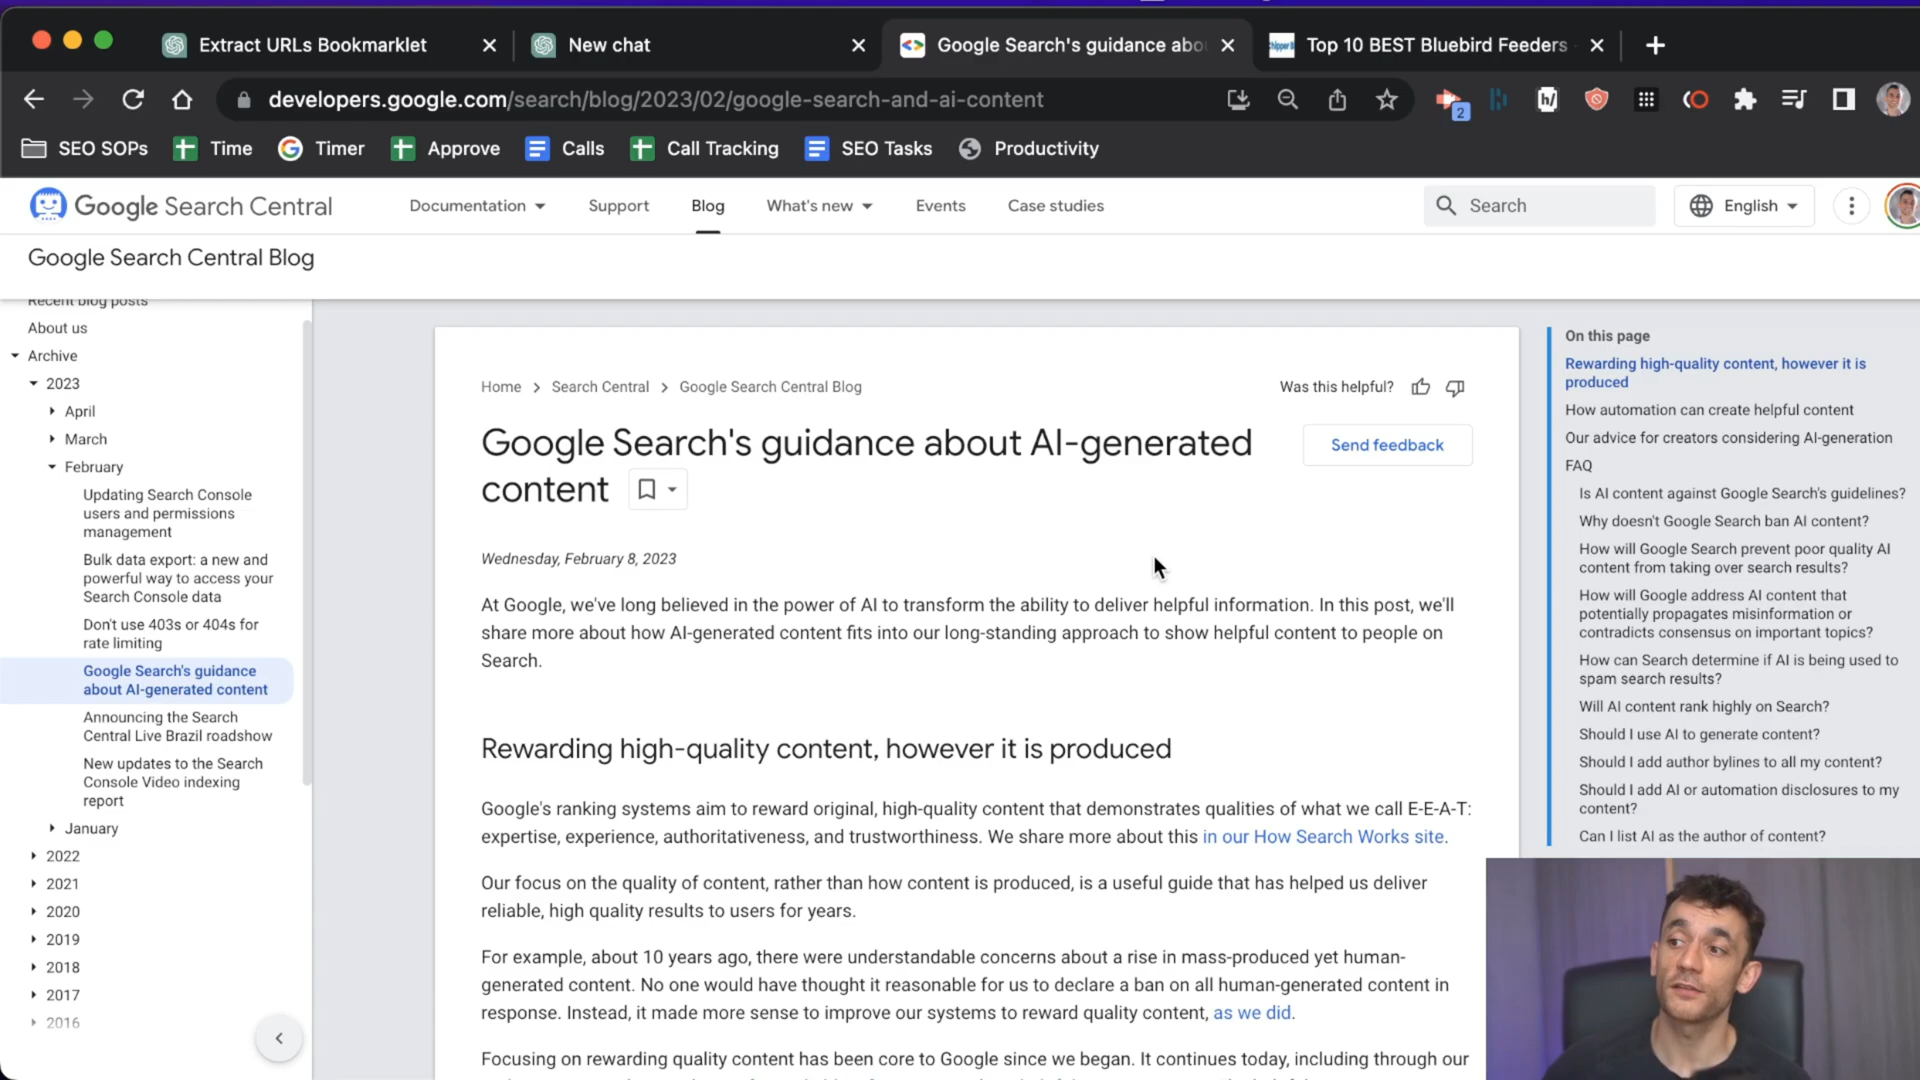 Extract URLs Bookmarklet
New chat
Google Search's guidance abo
Top 10 BEST Bluebird Feeders
developers.google.com/search/blog/2023/02/google-search-and-ai-content
2
SEO SOPs
Time
Timer
Approve
Calls
Call Tracking
SEO Tasks
Productivity
Google Search Central
Documentation
Support
Blog
What's new
Events
Case studies
Search
English
Google Search Central Blog
Recent blog posts
About us
Archive
2023
April
March
February
Updating Search Console
users and permissions
management
Bulk data export: a new and
powerful way to access your
Search Console data
Don't use 403s or 404s for
rate limiting
Google Search's guidance
about AI-generated content
Announcing the Search
Central Live Brazil roadshow
New updates to the Search
Console Video indexing
report
January
2022
2021
2020
2019
2018
2017
2016
Home > Search Central > Google Search Central Blog
Was this helpful?
Google Search's guidance about AI-generated
content
Send feedback
Wednesday, February 8, 2023
At Google, we've long believed in the power of AI to transform the ability to deliver helpful information. In this post, we'll
share more about how AI-generated content fits into our long-standing approach to show helpful content to people on
Search.
Rewarding high-quality content, however it is produced
Google's ranking systems aim to reward original, high-quality content that demonstrates qualities of what we call E-E-A-T:
expertise, experience, authoritativeness, and trustworthiness. We share more about this in our How Search Works site.
Our focus on the quality of content, rather than how content is produced, is a useful guide that has helped us deliver
reliable, high quality results to users for years.
For example, about 10 years ago, there were understandable concerns about a rise in mass-produced yet human-
generated content. No one would have thought it reasonable for us to declare a ban on all human-generated content in
response. Instead, it made more sense to improve our systems to reward quality content, as we did.
Focusing on rewarding quality content has been core to Google since we began. It continues today, including through our
On this page
Rewarding high-quality content, however it is
produced
How automation can create helpful content
Our advice for creators considering AI-generation
FAQ
Is AI content against Google Search's guidelines?
Why doesn't Google Search ban AI content?
How will Google Search prevent poor quality AI
content from taking over search results?
How will Google address AI content that
potentially propagates misinformation or
contradicts consensus on important topics?
How can Search determine if AI is being used to
spam search results?
Will AI content rank highly on Search?
Should I use AI to generate content?
Should I add author bylines to all my content?
Should I add AI or automation disclosures to my
content?
Can I list AI as the author of content?